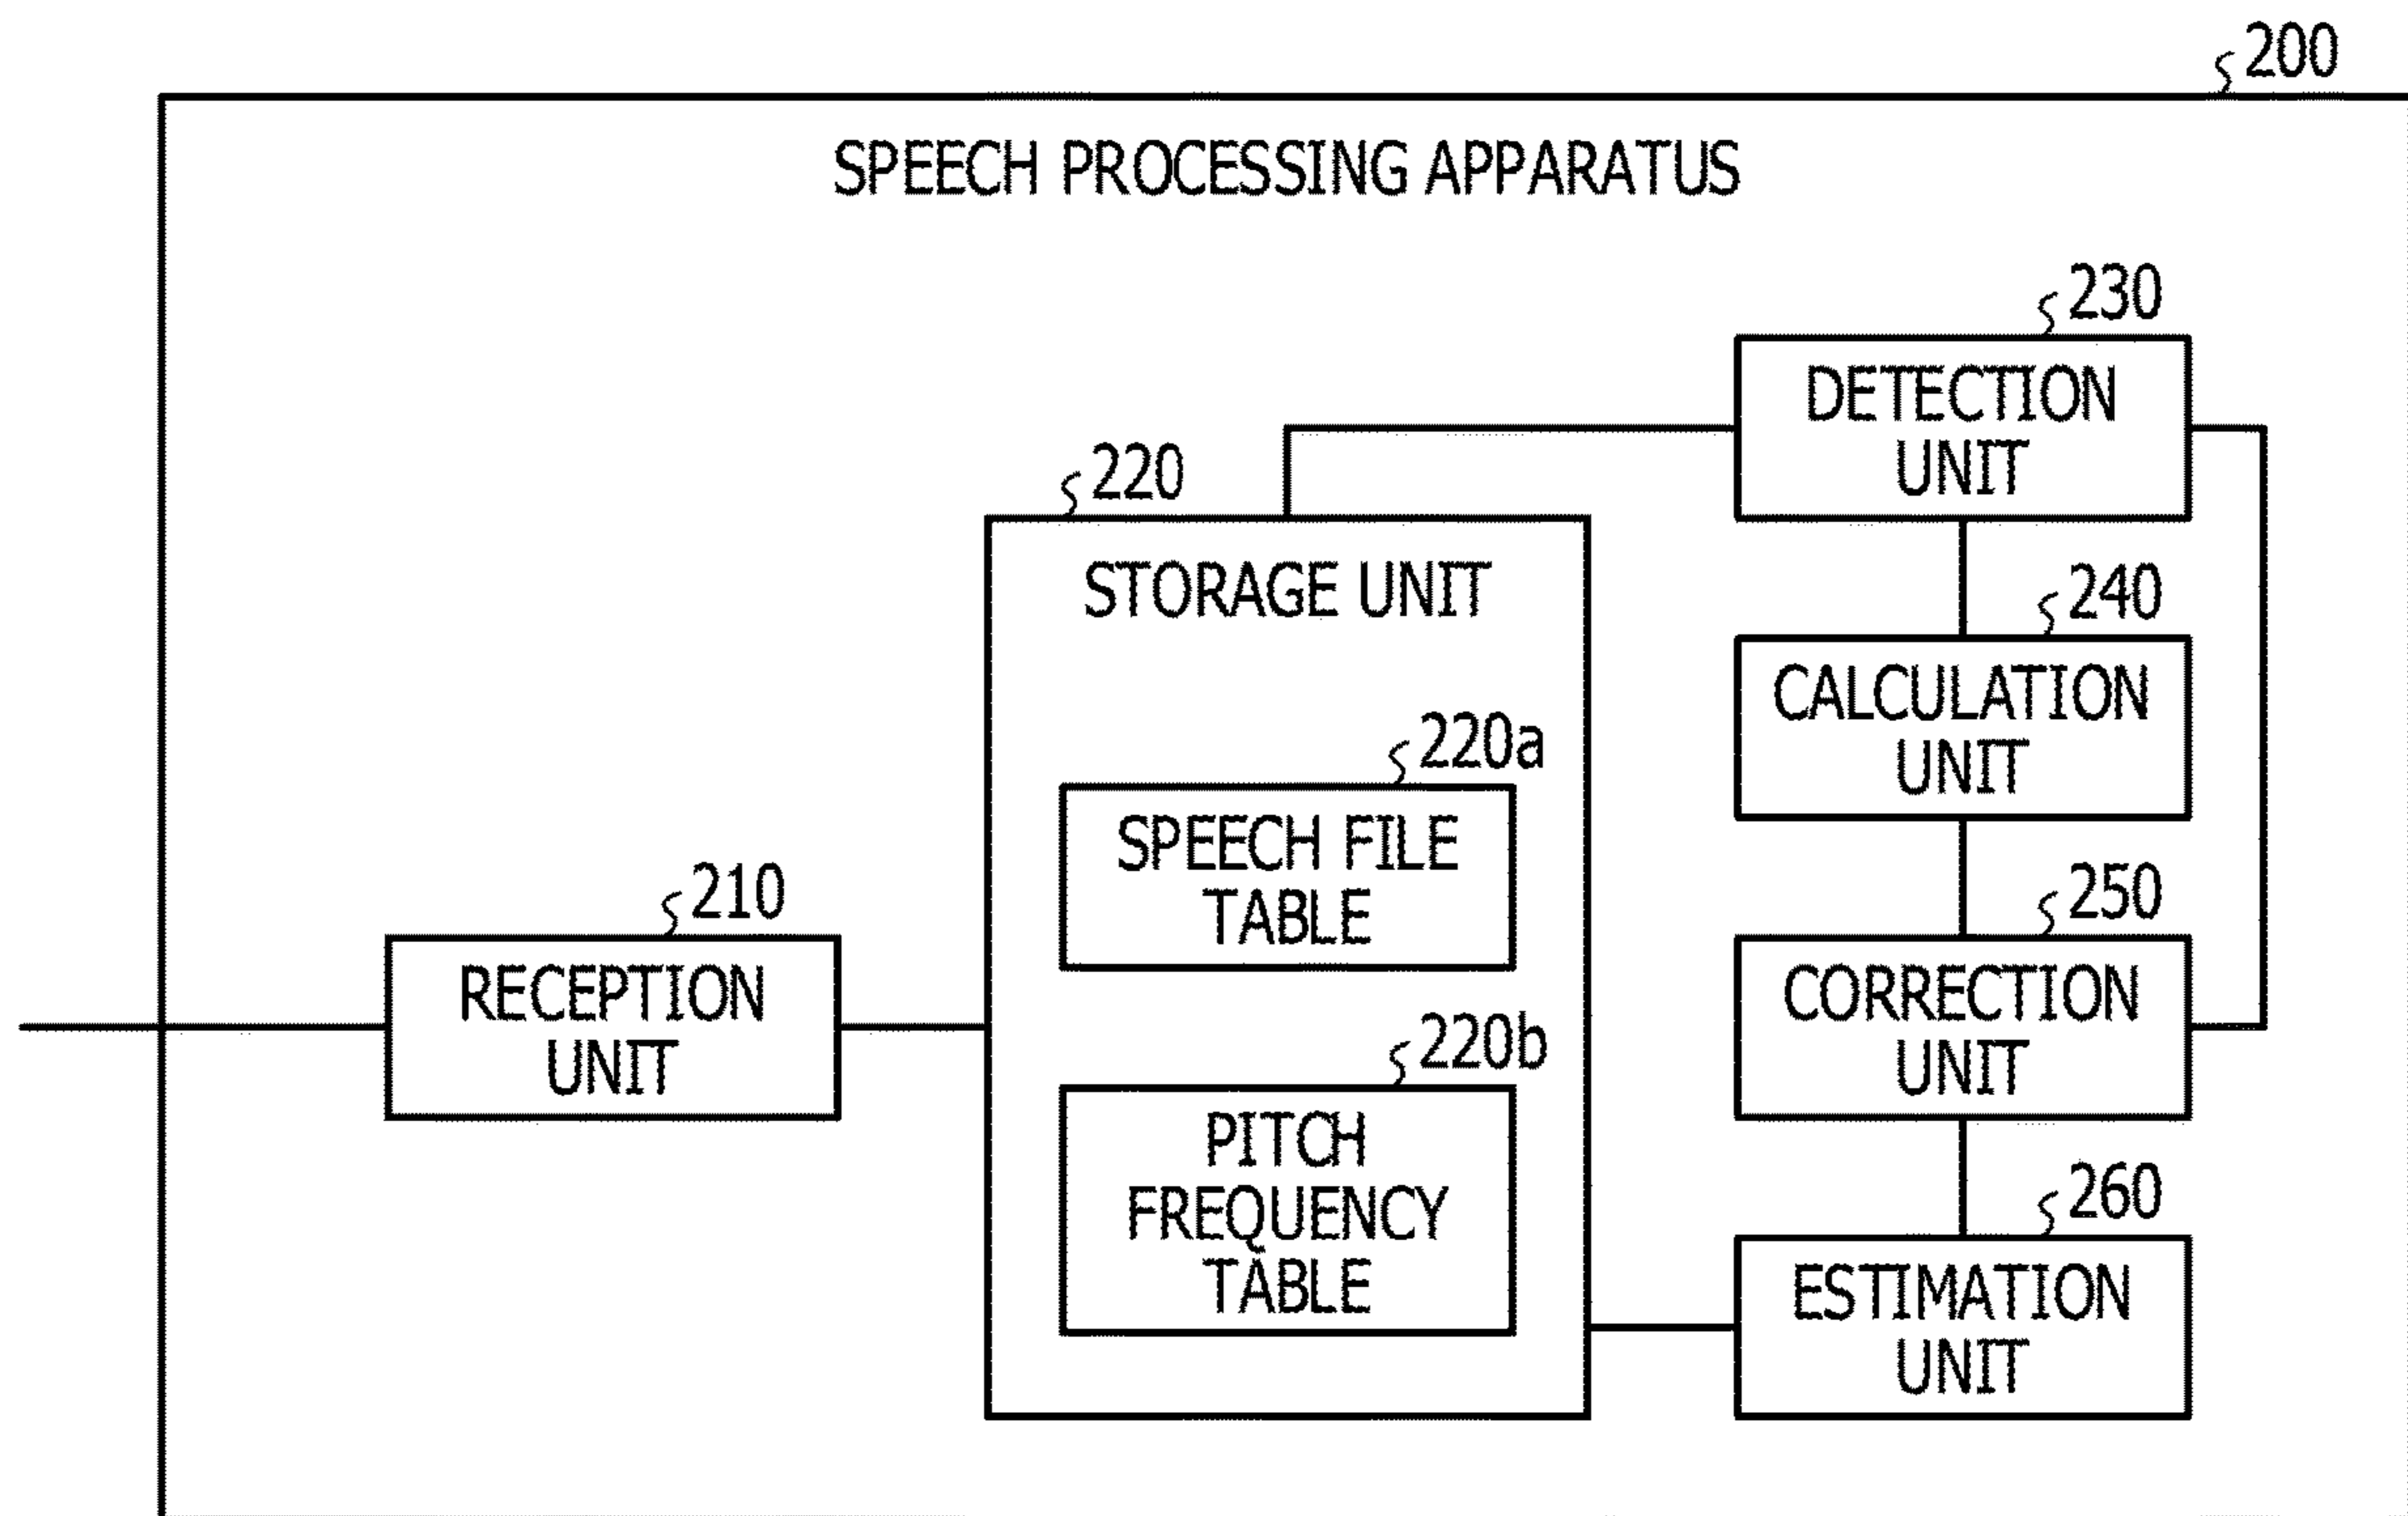 200
SPEECH PROCESSING APPARATUS
230
DETECTION
UNIT
220
STORAGE UNIT
240
CALCULATION
UNIT
220a
SPEECH FILE
TABLE
210
RECEPTION
UNIT
250
CORRECTION
UNIT
220b
PITCH
FREQUENCY
TABLE
260
ESTIMATION
UNIT